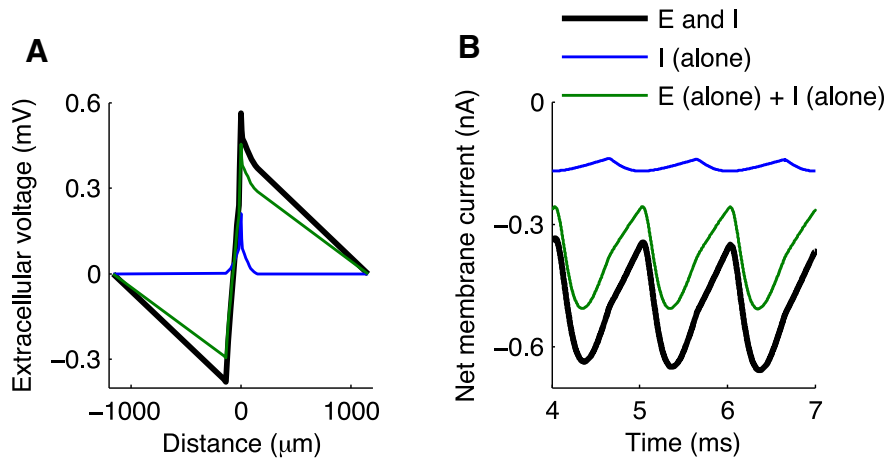 A
B
E and I
I (alone)
E (alone) + I (alone)
Extracellular voltage (mV)
0.6
0.3
0
−0.3
−1000
0
1000
Distance (μm)
Net membrane current (nA)
0
−0.3
−0.6
4
5
6
7
Time (ms)